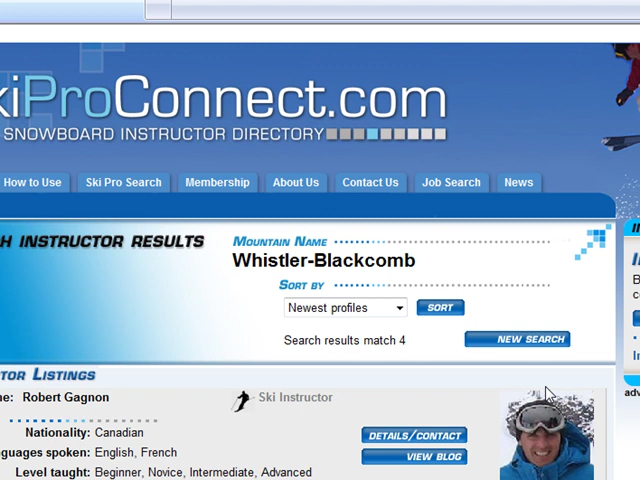 kiProConnect.com
SNOWBOARD INSTRUCTOR DIRECTORY
How to Use Ski Pro Search Membership About Us Contact Us Job Search News
H INSTRUCTOR RESULTS
MOUNTAIN NAME
Whistler-Blackcomb
SORT BY
Newest profiles SORT
Search results match 4 NEW SEARCH
TOR LISTINGS
me: Robert Gagnon Ski Instructor
Nationality: Canadian
DETAILS/CONTACT
nguages spoken: English, French
VIEW BLOG
Level taught: Beginner, Novice, Intermediate, Advanced
adv